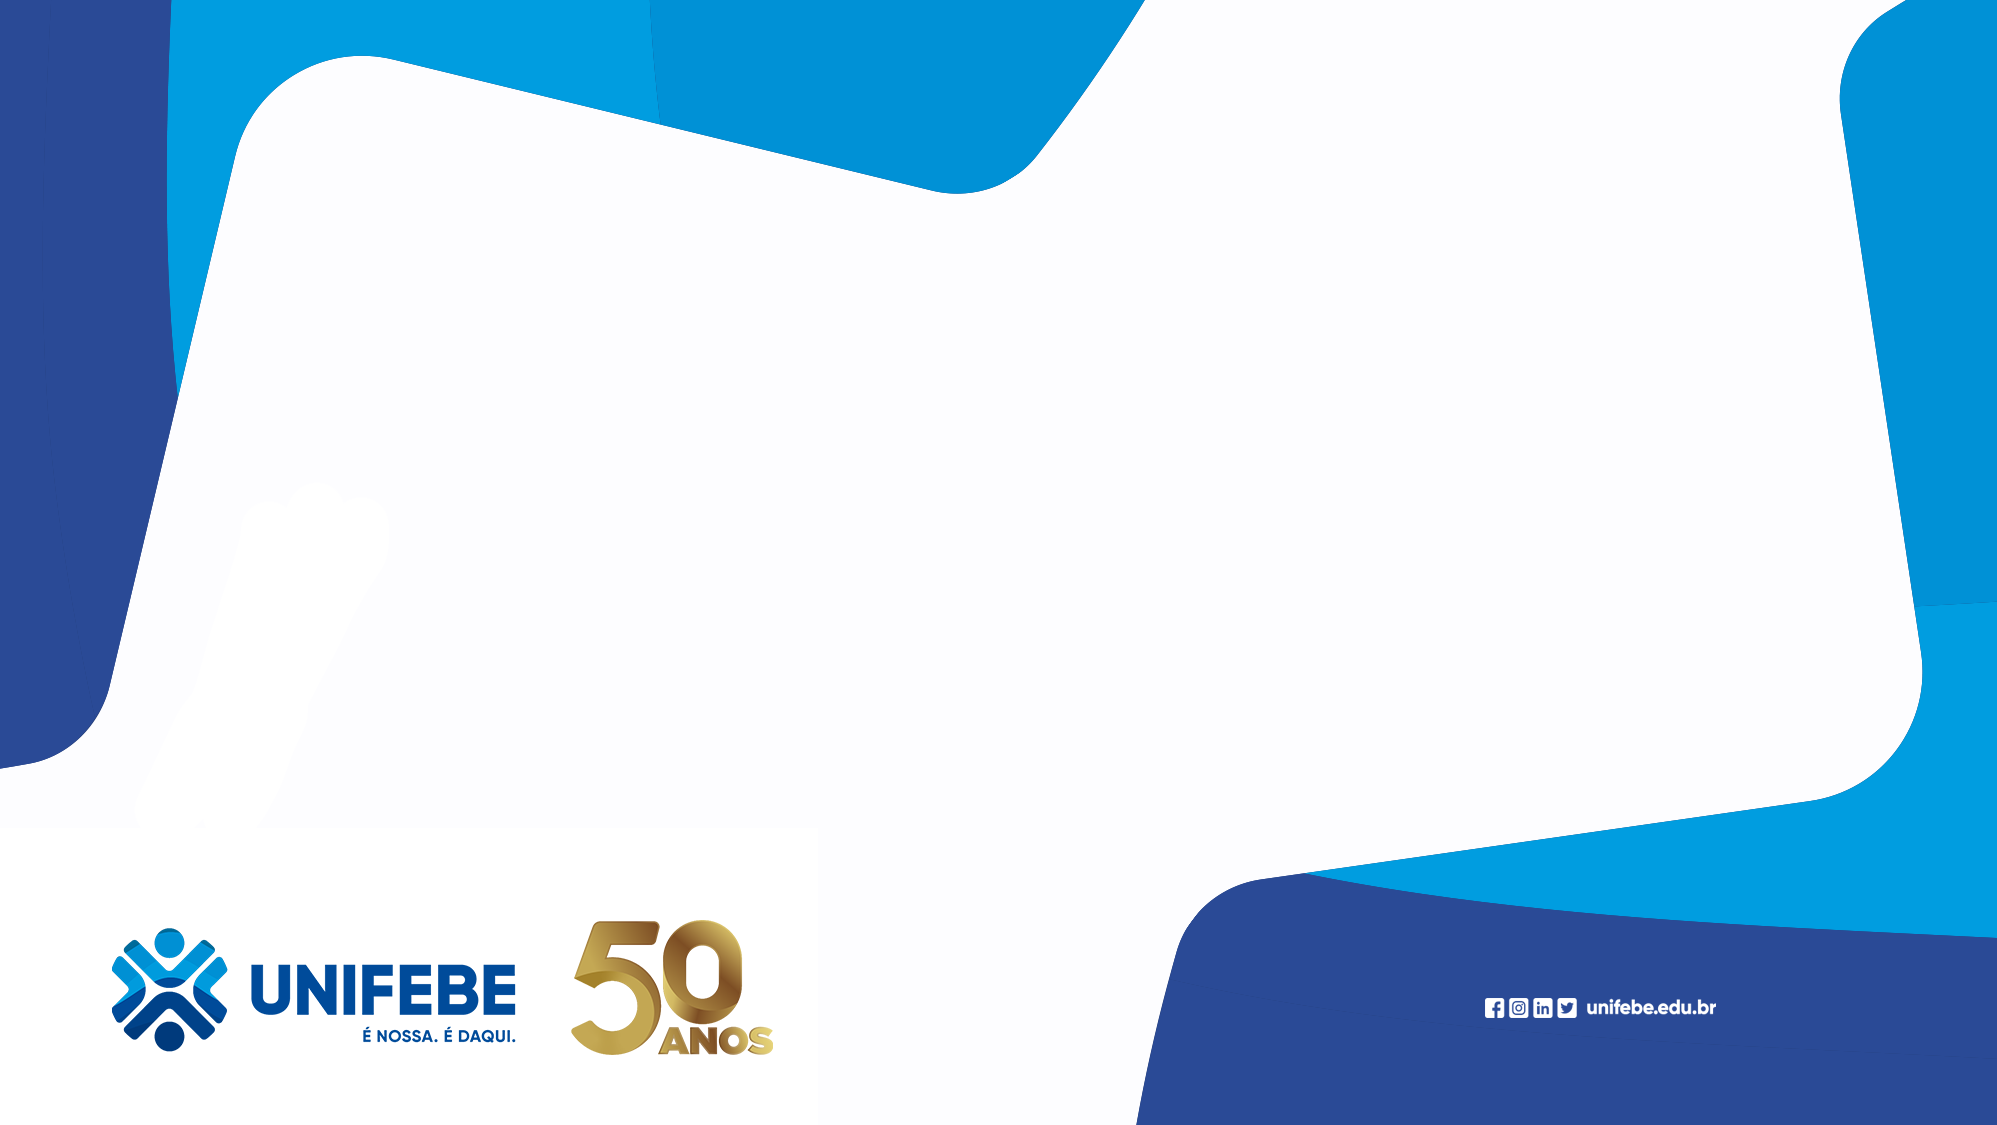 UNIFEBE
É NOSSA. É DAQUI.
50
ANOS
unifebe.edu.br